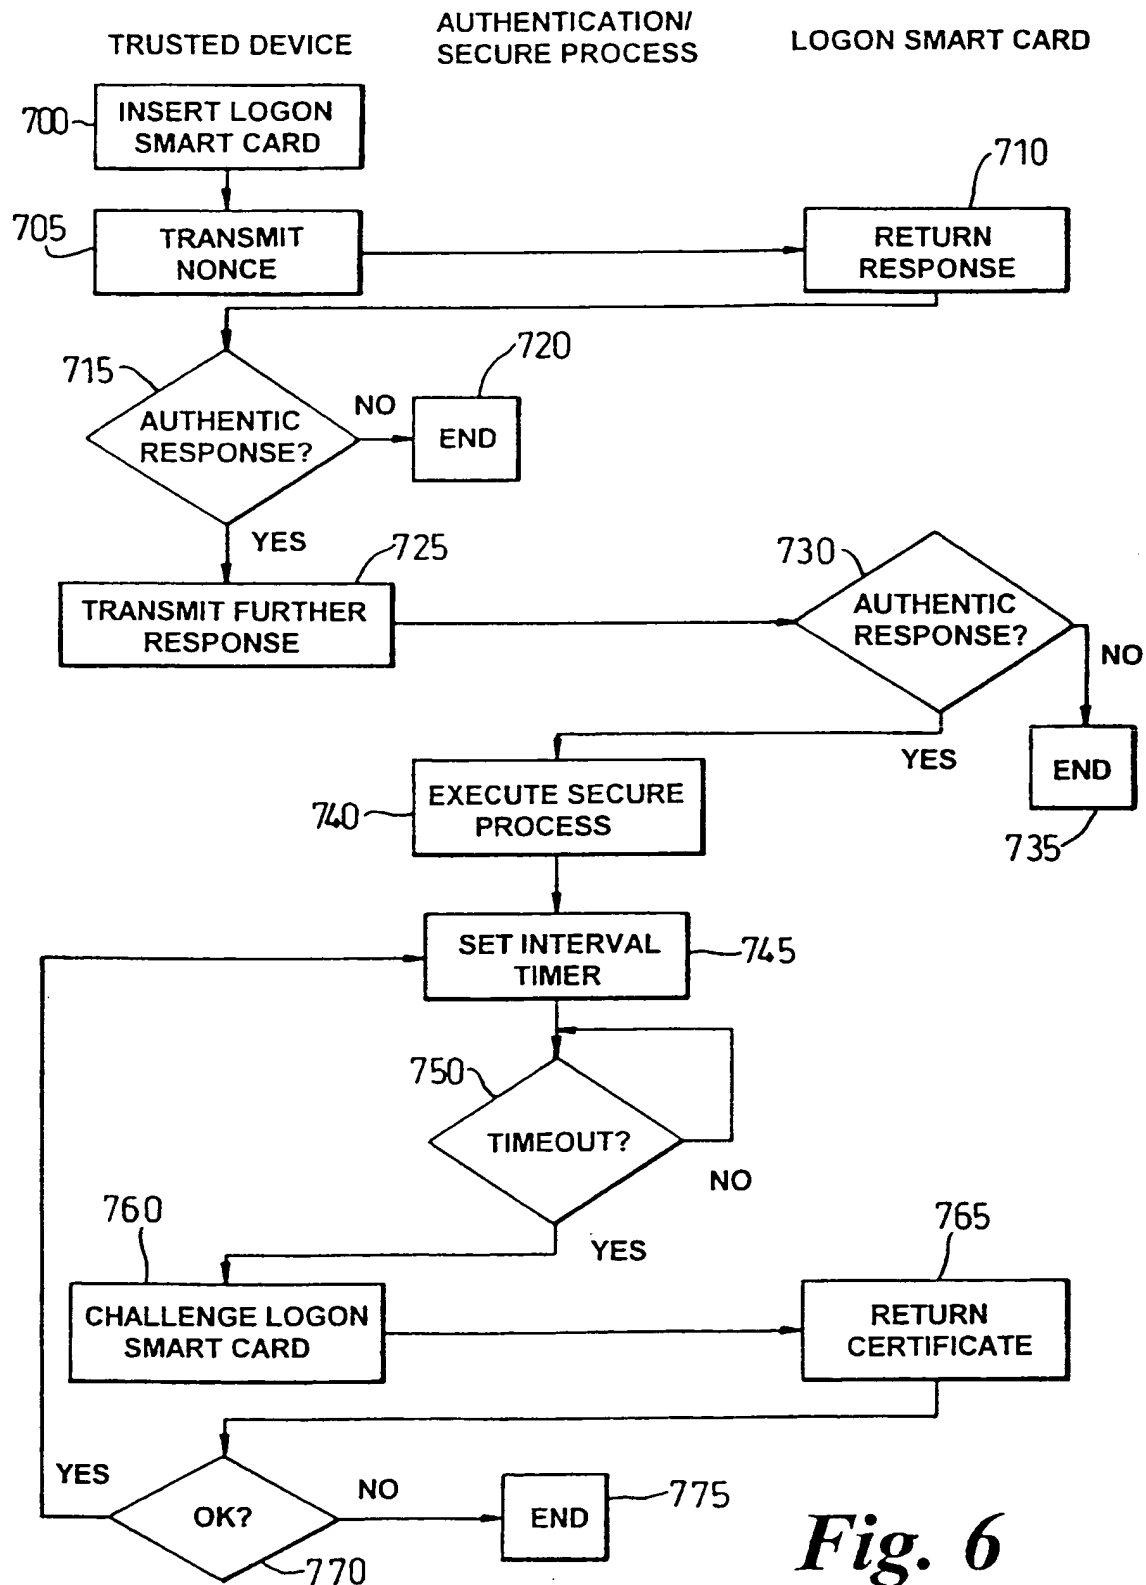 TRUSTED DEVICE
AUTHENTICATION/
SECURE PROCESS
LOGON SMART CARD
700
INSERT LOGON
SMART CARD
705
TRANSMIT
NONCE
710
RETURN
RESPONSE
715
AUTHENTIC
RESPONSE?
NO
720
END
YES
725
TRANSMIT FURTHER
RESPONSE
730
AUTHENTIC
RESPONSE?
NO
YES
END
735
740
EXECUTE SECURE
PROCESS
SET INTERVAL
TIMER
745
750
TIMEOUT?
NO
YES
760
CHALLENGE LOGON
SMART CARD
765
RETURN
CERTIFICATE
YES
OK?
NO
770
END
775
Fig. 6